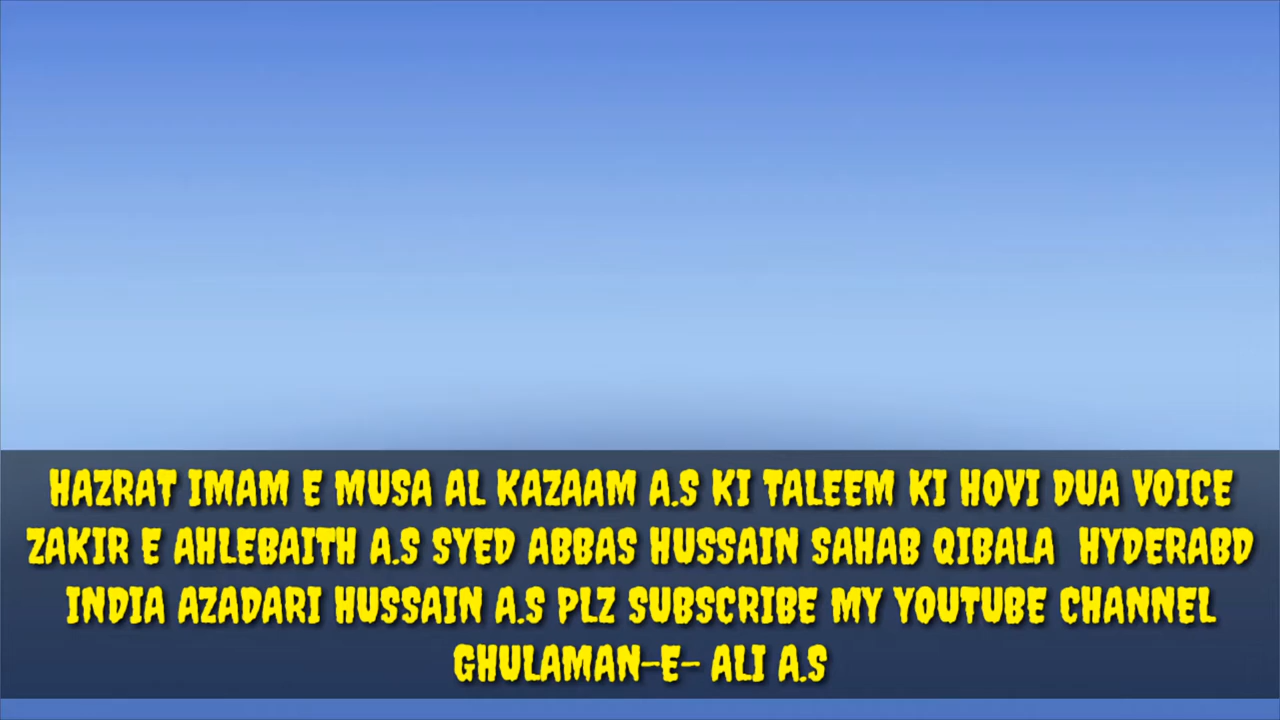 HAZRAT IMAM E MUSA AL KAZAAM A.S KI TALEEM KI HOVI DUA VOICE
ZAKIR E AHLEBAITH A.S SYED ABBAS HUSSAIN SAHAB QIBALA HYDERABD
INDIA AZADARI HUSSAIN A.S PLZ SUBSCRIBE MY YOUTUBE CHANNEL
GHULAMAN-E- ALI A.S